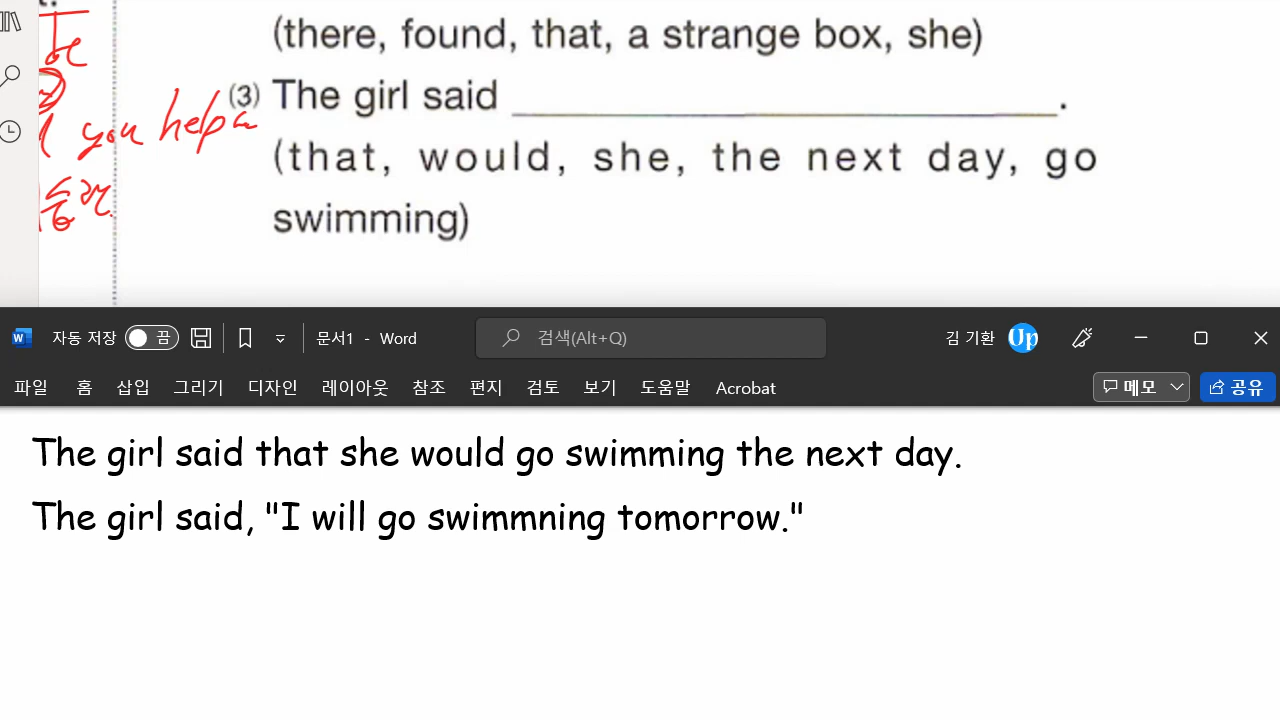 (there, found, that, a strange box, she)
(3) The girl said ____________________.
you help
(that, would, she, the next day, go
swimming)
자동 저장 끔 문서1 - Word 검색(Alt+Q) 김 기환 Up
파일 홈 삽입 그리기 디자인 레이아웃 참조 편지 검토 보기 도움말 Acrobat 메모 공유
The girl said that she would go swimming the next day.
The girl said, "I will go swimmning tomorrow."